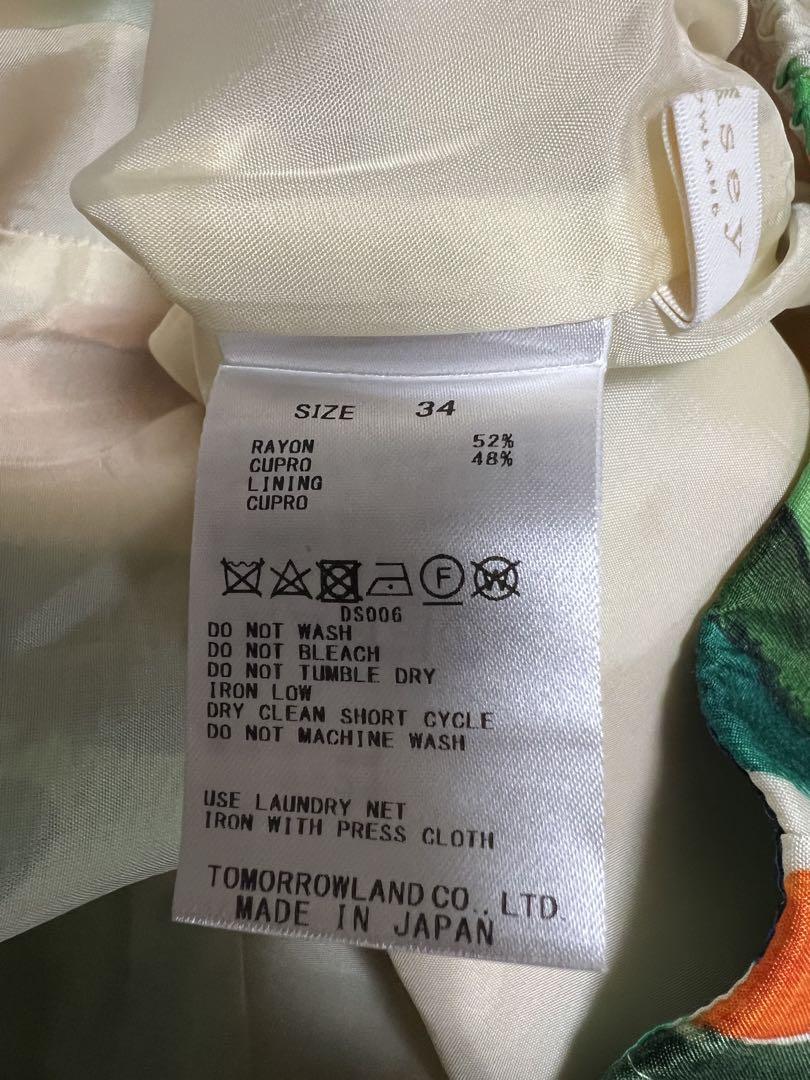 sey
SIZE 34
RAYON 52%
CUPRO 48%
LINING
CUPRO
F W
DS006
DO NOT WASH
DO NOT BLEACH
DO NOT TUMBLE DRY
IRON LOW
DRY CLEAN SHORT CYCLE
DO NOT MACHINE WASH
USE LAUNDRY NET
IRON WITH PRESS CLOTH
TOMORROWLAND CO., LTD.
MADE IN JAPAN